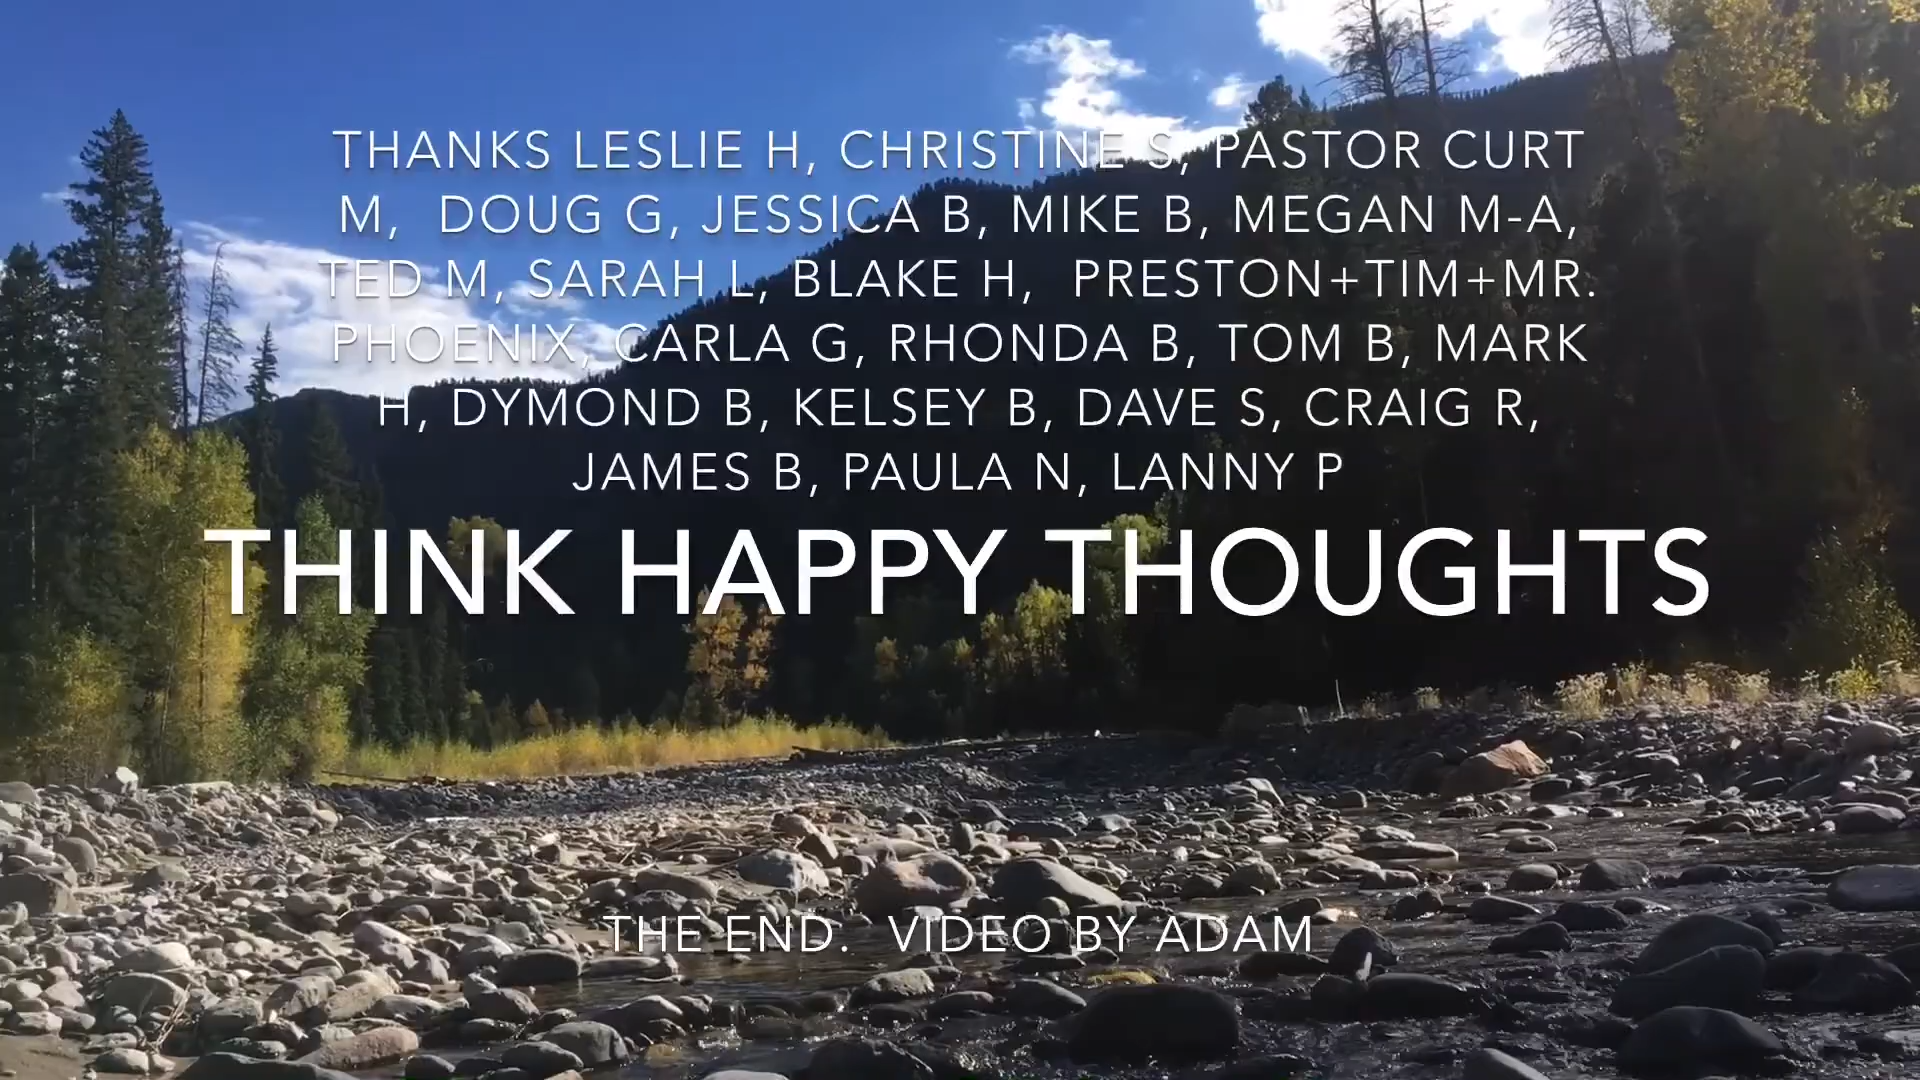 THANKS LESLIE H, CHRISTINE S, PASTOR CURT
M,  DOUG G, JESSICA B, MIKE B, MEGAN M-A,
TED M, SARAH L, BLAKE H,  PRESTON+TIM+MR.
PHOENIX, CARLA G, RHONDA B, TOM B, MARK
H, DYMOND B, KELSEY B, DAVE S, CRAIG R,
JAMES B, PAULA N, LANNY P
THINK HAPPY THOUGHTS
THE END.  VIDEO BY ADAM